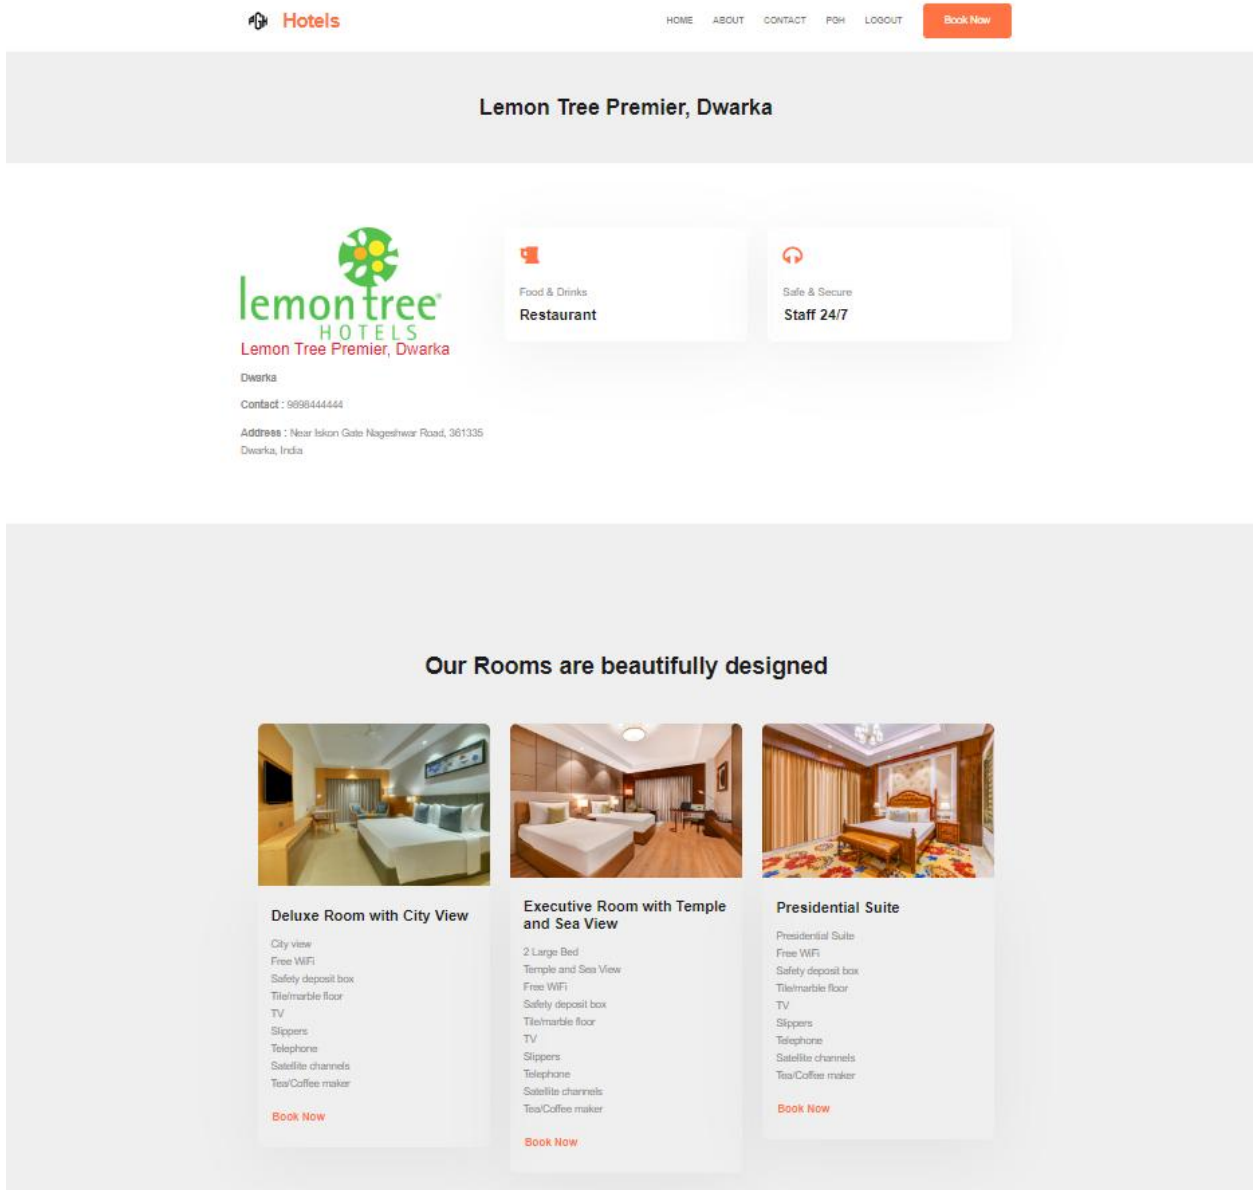 PGH Hotels
HOME ABOUT CONTACT PGH LOGOUT Book Now
Lemon Tree Premier, Dwarka
lemon tree
HOTELS
Lemon Tree Premier, Dwarka
Dwarka
Contact : 9898444444
Address : Near Iskon Gate Nageshwar Road, 361335
Dwarka, India
Food & Drinks
Restaurant
Safe & Secure
Staff 24/7
Our Rooms are beautifully designed
Deluxe Room with City View
City view
Free WiFi
Safety deposit box
Tile/marble floor
TV
Slippers
Telephone
Satellite channels
Tea/Coffee maker
Book Now
Executive Room with Temple
and Sea View
2 Large Bed
Temple and Sea View
Free WiFi
Safety deposit box
Tile/marble floor
TV
Slippers
Telephone
Satellite channels
Tea/Coffee maker
Book Now
Presidential Suite
Presidential Suite
Free WiFi
Safety deposit box
Tile/marble floor
TV
Slippers
Telephone
Satellite channels
Tea/Coffee maker
Book Now